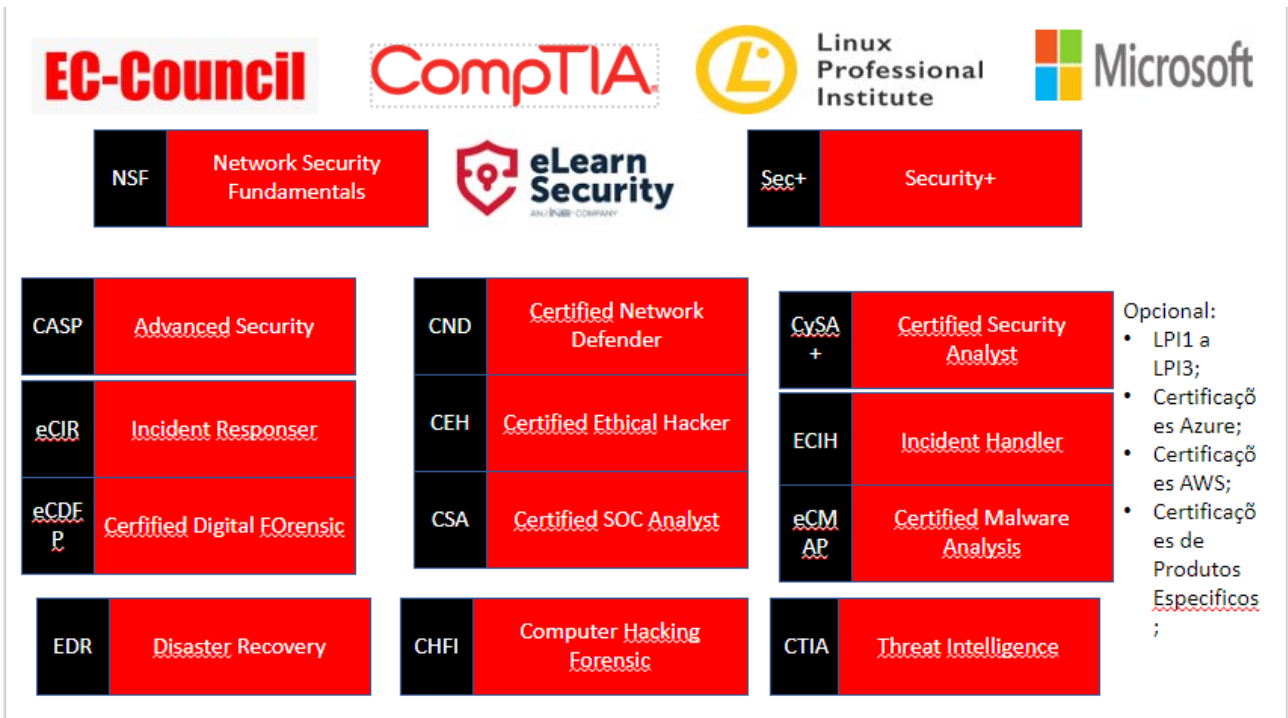 EC-Council
CompTIA
Linux
Professional
Institute
Microsoft
NSF
Network Security
Fundamentals
eLearn
Security
AN INE COMPANY
Sec+
Security+
CASP
Advanced Security
eCIR
Incident Responser
eCDF
P
Cerfified Digital FOrensic
CND
Certified Network
Defender
CEH
Certified Ethical Hacker
CSA
Certified SOC Analyst
CySA
+
Certified Security
Analyst
ECIH
Incident Handler
eCM
AP
Certified Malware
Analysis
Opcional:
• LPI1 a
LPI3;
• Certificaçõ
es Azure;
• Certificaçõ
es AWS;
• Certificaçõ
es de
Produtos
Especificos
;
EDR
Disaster Recovery
CHFI
Computer Hacking
Forensic
CTIA
Threat Intelligence